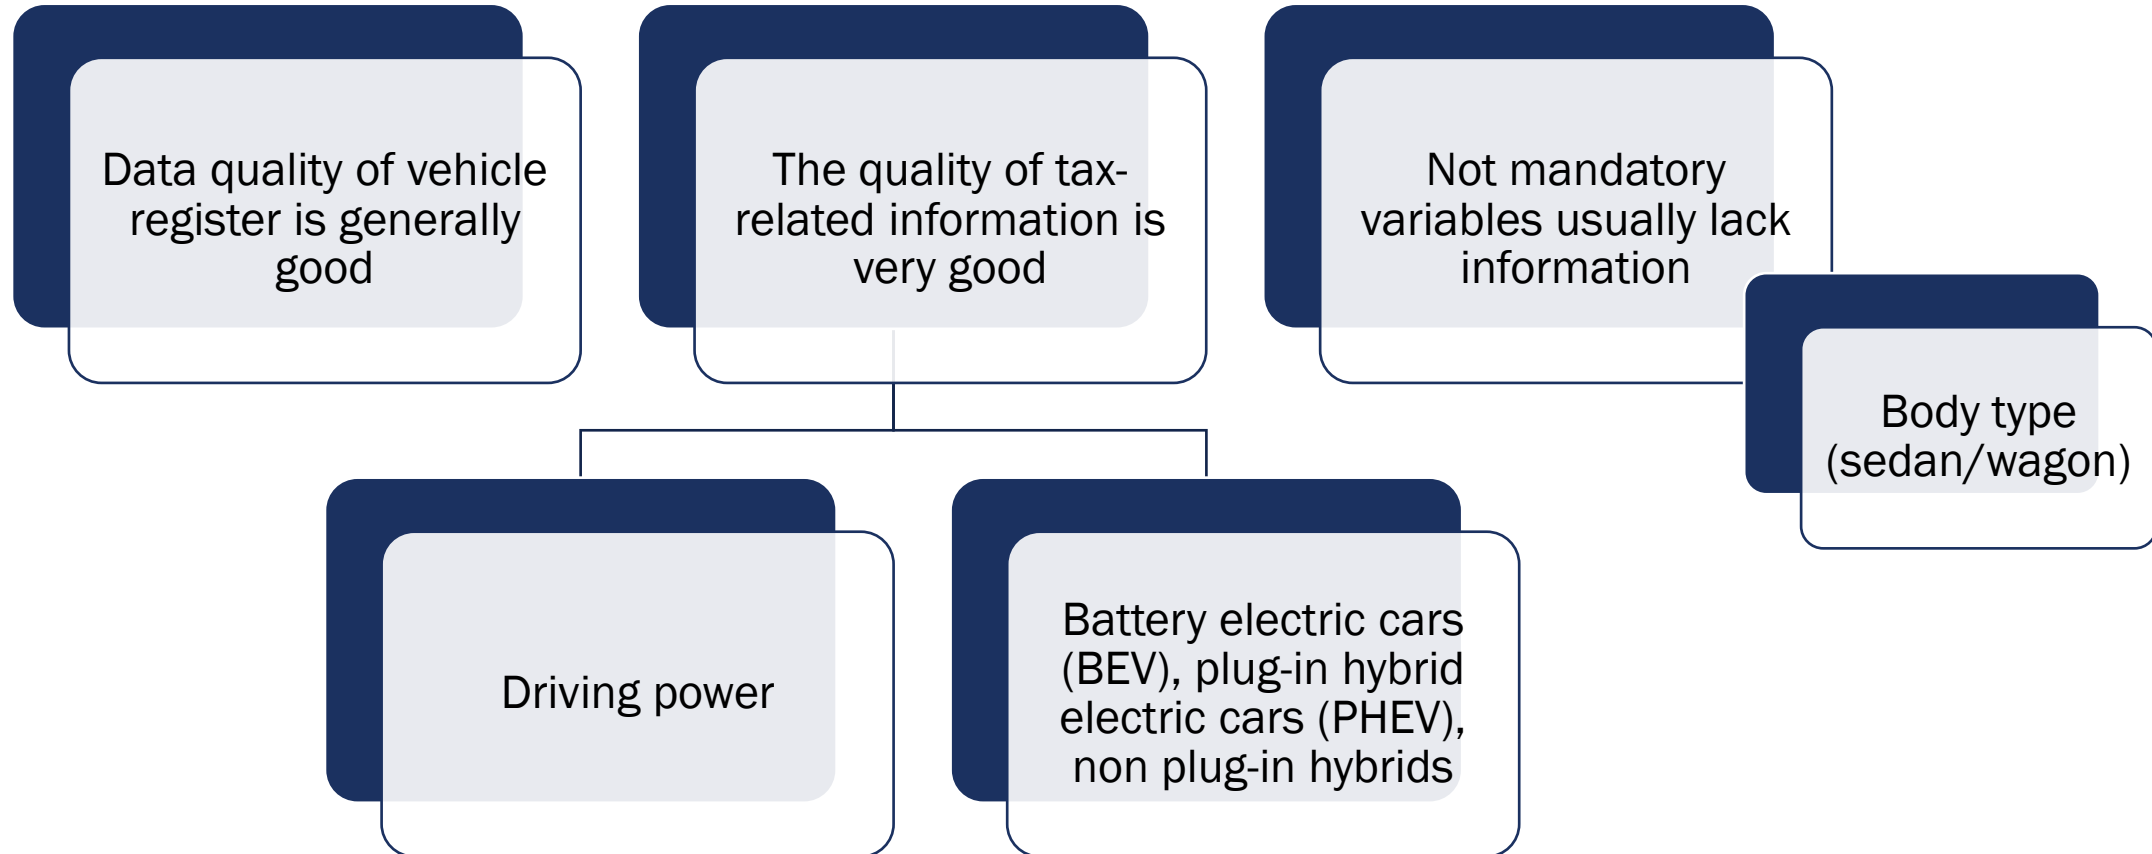 Data quality of vehicle
register is generally
good
The quality of tax-
related information is
very good
Not mandatory
variables usually lack
information
Body type
(sedan/wagon)
Driving power
Battery electric cars
(BEV), plug-in hybrid
electric cars (PHEV),
non plug-in hybrids